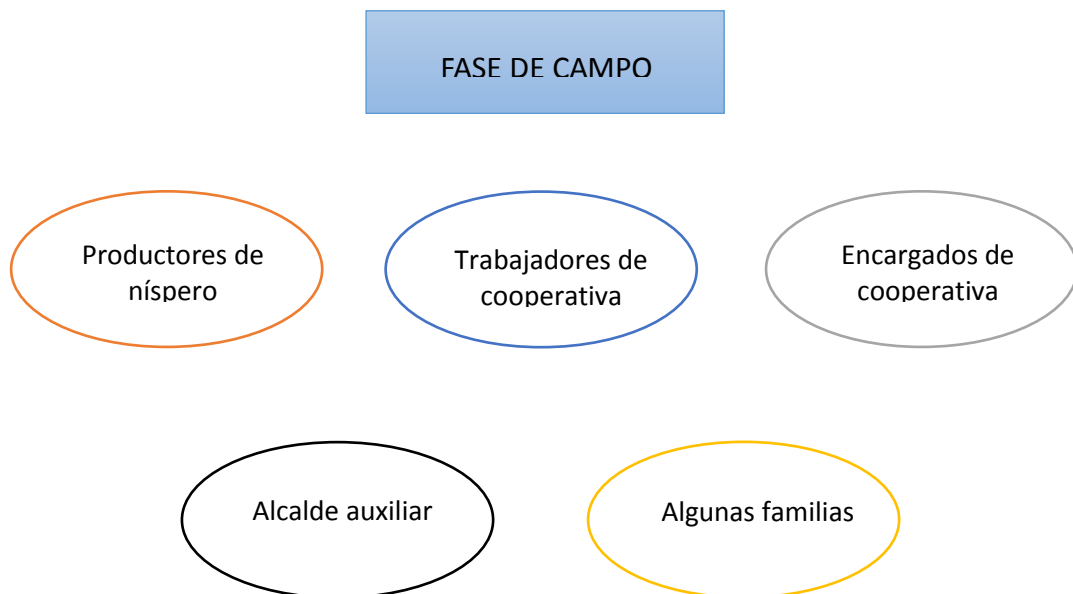 FASE DE CAMPO
Productores de
níspero
Trabajadores de
cooperativa
Encargados de
cooperativa
Alcalde auxiliar
Algunas familias